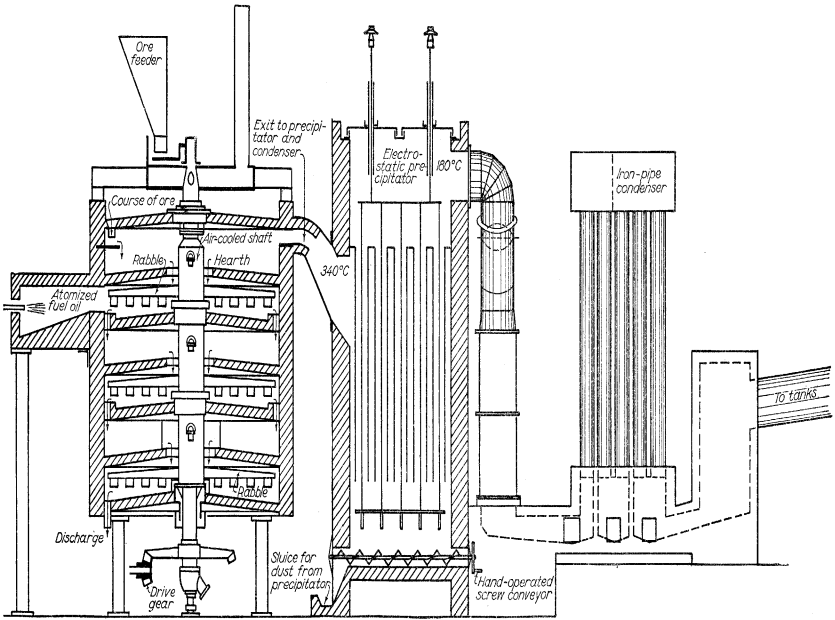 Ore
feeder
Exit to precipi-
tator and
condenser
Electro-
static pre-
cipitator
160°C
Iron-pipe
condenser
Course of ore
Air-cooled shaft
Rabble
Hearth
340°C
Atomized
fuel oil
To tanks
Rabble
Discharge
Sluice for
dust from
precipitator
Drive
gear
Hand-operated
screw conveyor